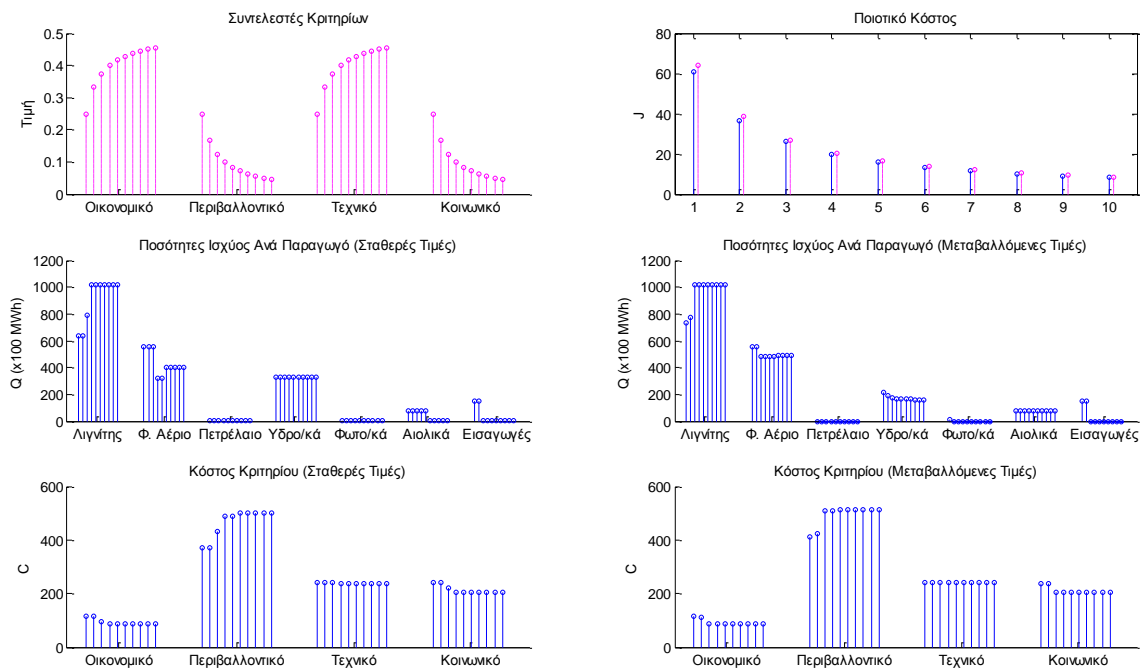 Συντελεστές Κριτηρίων
Τιμή
0.5
0.4
0.3
0.2
0.1
0
Οικονομικό Περιβαλλοντικό Τεχνικό Κοινωνικό
Ποιοτικό Κόστος
J
80
60
40
20
0
1 2 3 4 5 6 7 8 9 10
Ποσότητες Ισχύος Ανά Παραγωγό (Σταθερές Τιμές)
Q (x100 MWh)
1200
1000
800
600
400
200
0
Λιγνίτης Φ. Αέριο Πετρέλαιο Υδρο/κά Φωτο/κά Αιολικά Εισαγωγές
Ποσότητες Ισχύος Ανά Παραγωγό (Μεταβαλλόμενες Τιμές)
Q (x100 MWh)
1200
1000
800
600
400
200
0
Λιγνίτης Φ. Αέριο Πετρέλαιο Υδρο/κά Φωτο/κά Αιολικά Εισαγωγές
Κόστος Κριτηρίου (Σταθερές Τιμές)
C
600
400
200
0
Οικονομικό Περιβαλλοντικό Τεχνικό Κοινωνικό
Κόστος Κριτηρίου (Μεταβαλλόμενες Τιμές)
C
600
400
200
0
Οικονομικό Περιβαλλοντικό Τεχνικό Κοινωνικό